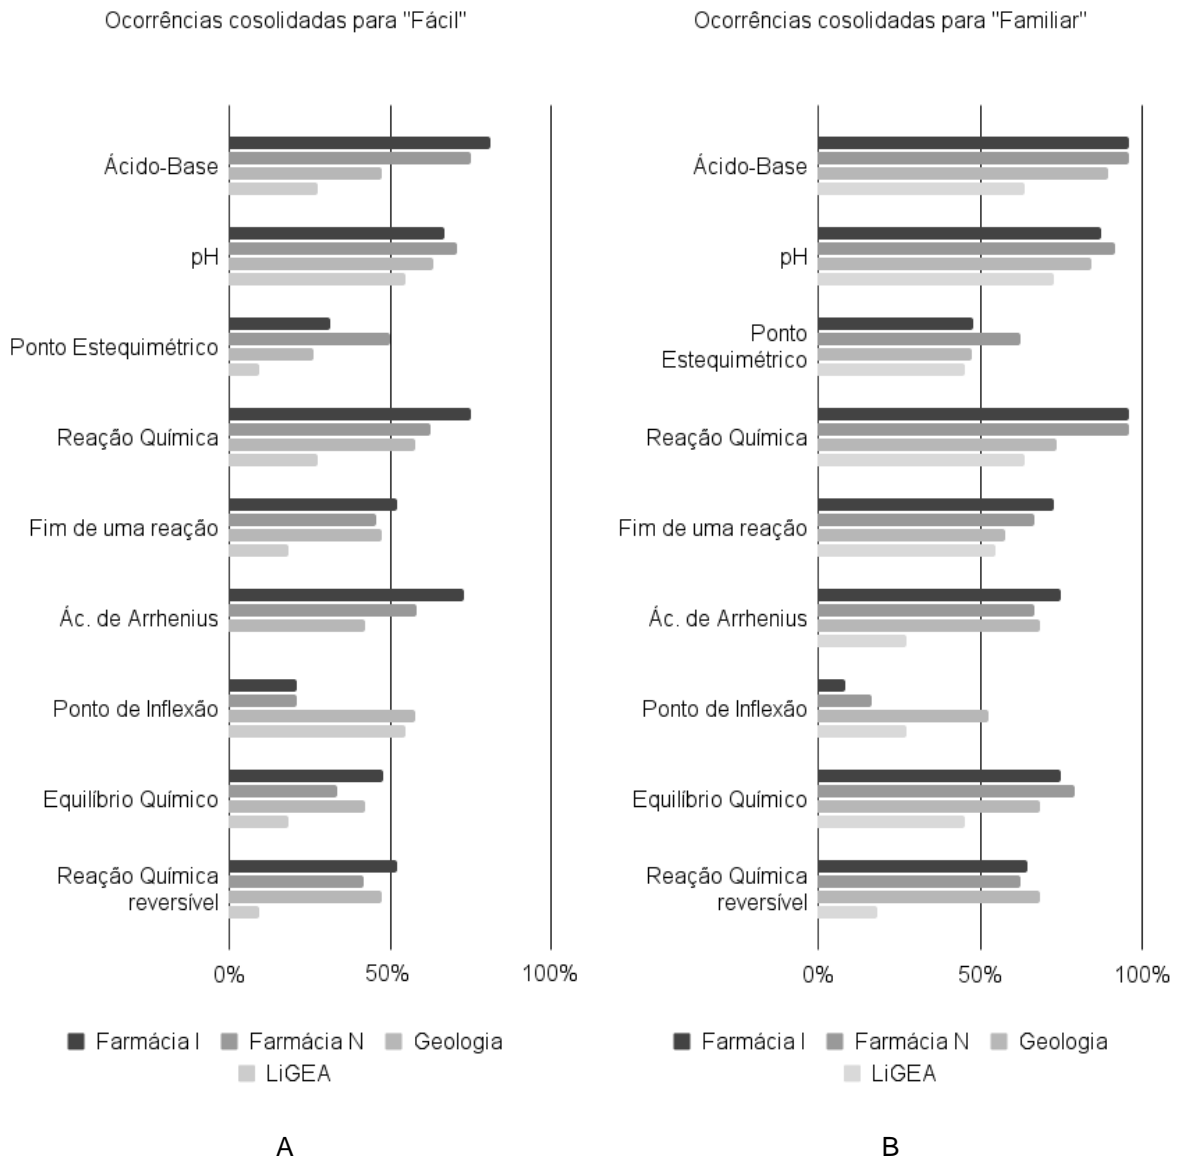 Ocorrências cosolidadas para "Fácil"
Ácido-Base
pH
Ponto Estequimétrico
Reação Química
Fim de uma reação
Ác. de Arrhenius
Ponto de Inflexão
Equilíbrio Químico
Reação Química
reversível
0% 50% 100%
Farmácia I Farmácia N Geologia
LiGEA
A
Ocorrências cosolidadas para "Familiar"
Ácido-Base
pH
Ponto
Estequimétrico
Reação Química
Fim de uma reação
Ác. de Arrhenius
Ponto de Inflexão
Equilíbrio Químico
Reação Química
reversível
0% 50% 100%
Farmácia I Farmácia N Geologia
LiGEA
B